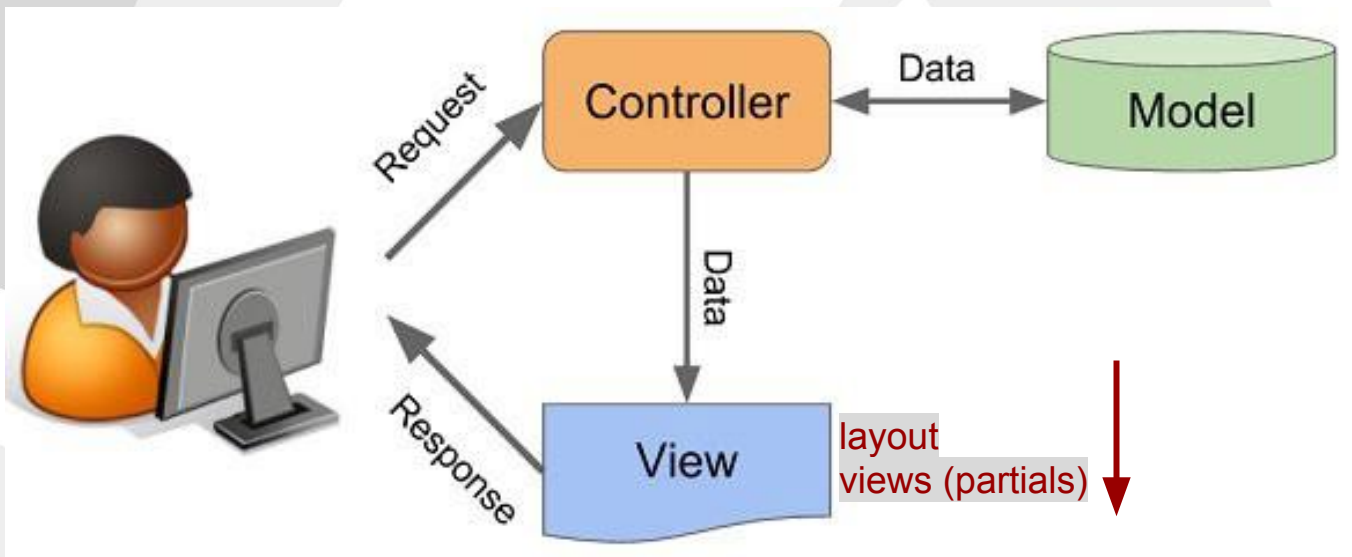 Request
Controller
Data
Model
Data
Response
View
layout
views (partials)